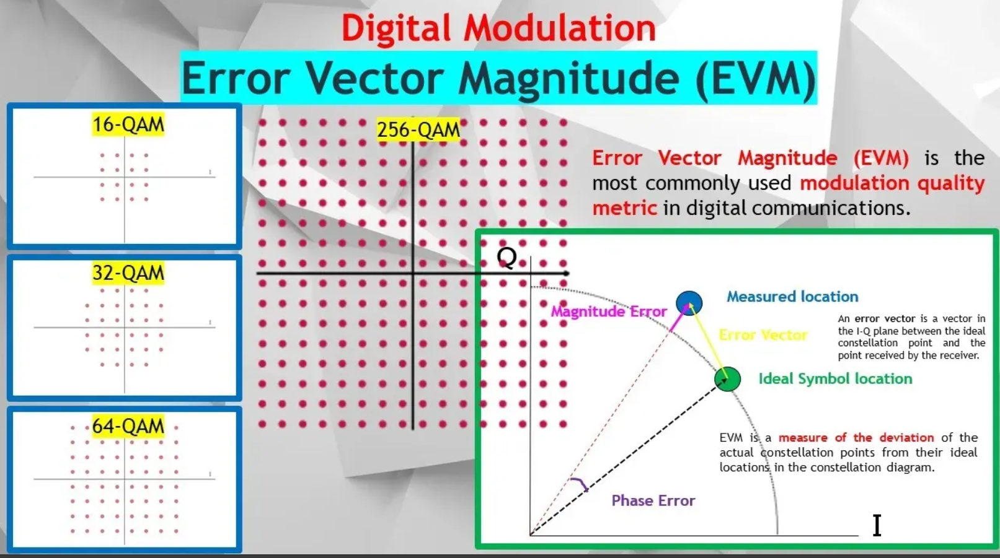 Digital Modulation
Error Vector Magnitude (EVM)
16-QAM
I
32-QAM
I
64-QAM
I
256-QAM
Error Vector Magnitude (EVM) is the
most commonly used modulation quality
metric in digital communications.
Q
Measured location
Magnitude Error
Error Vector
An error vector is a vector in
the I-Q plane between the ideal
constellation point and the
point received by the receiver.
Ideal Symbol location
EVM is a measure of the deviation of the
actual constellation points from their ideal
locations in the constellation diagram.
Phase Error
I